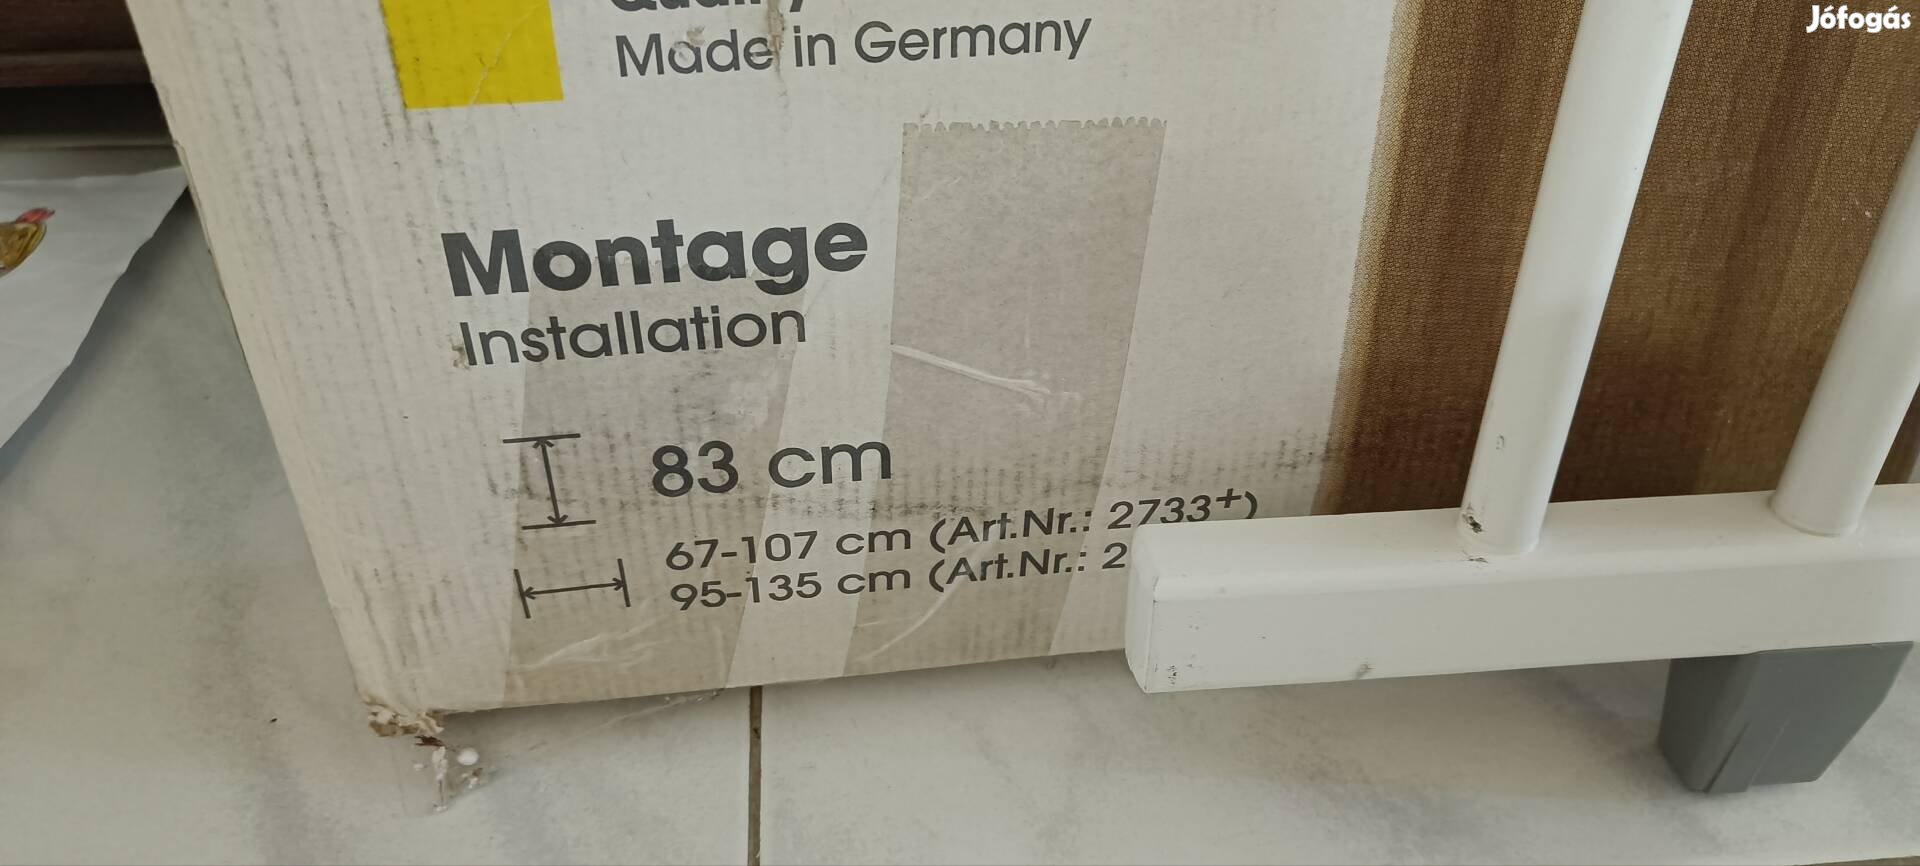 Jófogás
Quality
Made in Germany
Montage
Installation
83 cm
67-107 cm (Art.Nr.: 2733+)
95-135 cm (Art.Nr.: 2